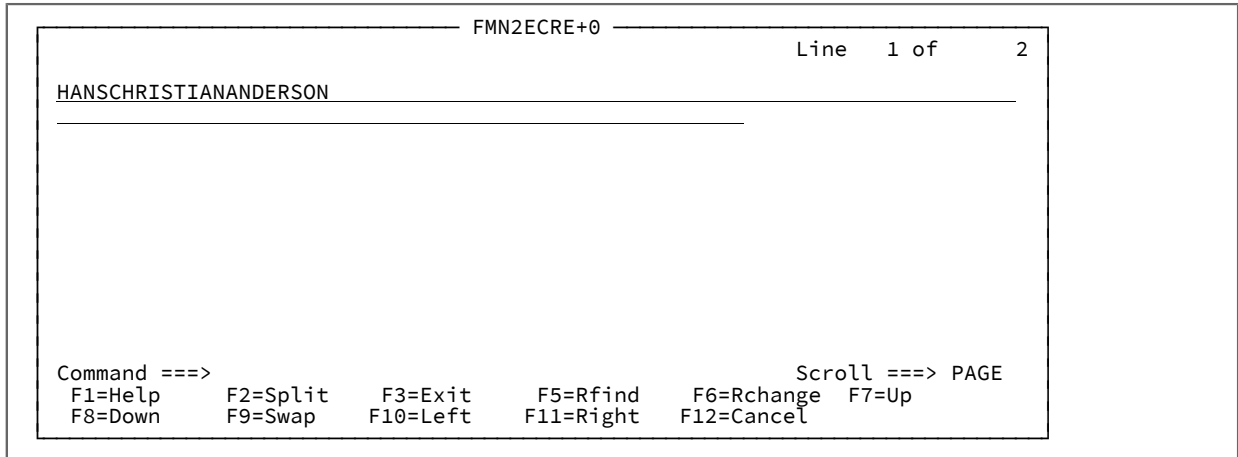 FMN2ECRE+0
Line 1 of 2
HANSCHRISTIANANDERSON
Command ===> Scroll ===> PAGE
F1=Help F2=Split F3=Exit F5=Rfind F6=Rchange F7=Up
F8=Down F9=Swap F10=Left F11=Right F12=Cancel